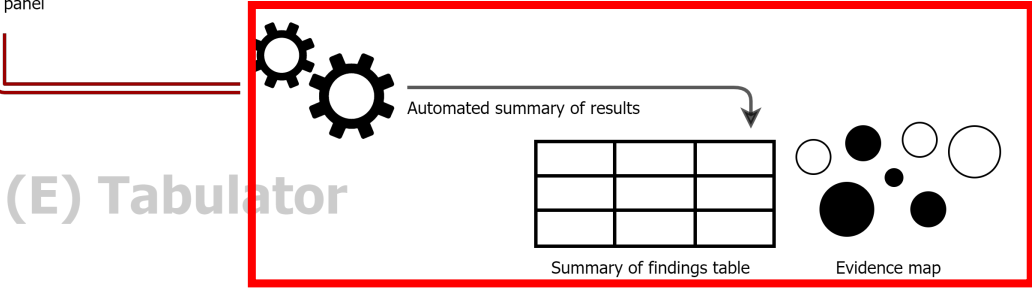 panel
Automated summary of results
(E) Tabulator
Summary of findings table
Evidence map